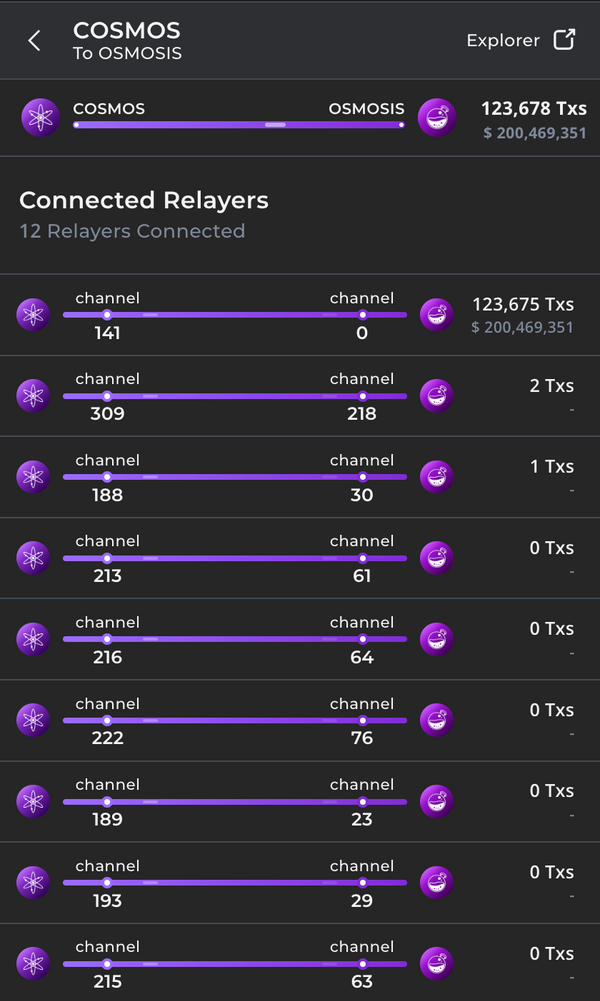 COSMOS
To OSMOSIS
Explorer
COSMOS
OSMOSIS
123,678 Txs
$ 200,469,351
Connected Relayers
12 Relayers Connected
channel
channel
123,675 Txs
141
0
$ 200,469,351
channel
channel
2 Txs
309
218
-
channel
channel
1 Txs
188
30
-
channel
channel
0 Txs
213
61
-
channel
channel
0 Txs
216
64
-
channel
channel
0 Txs
222
76
-
channel
channel
0 Txs
189
23
-
channel
channel
0 Txs
193
29
-
channel
channel
0 Txs
215
63
-